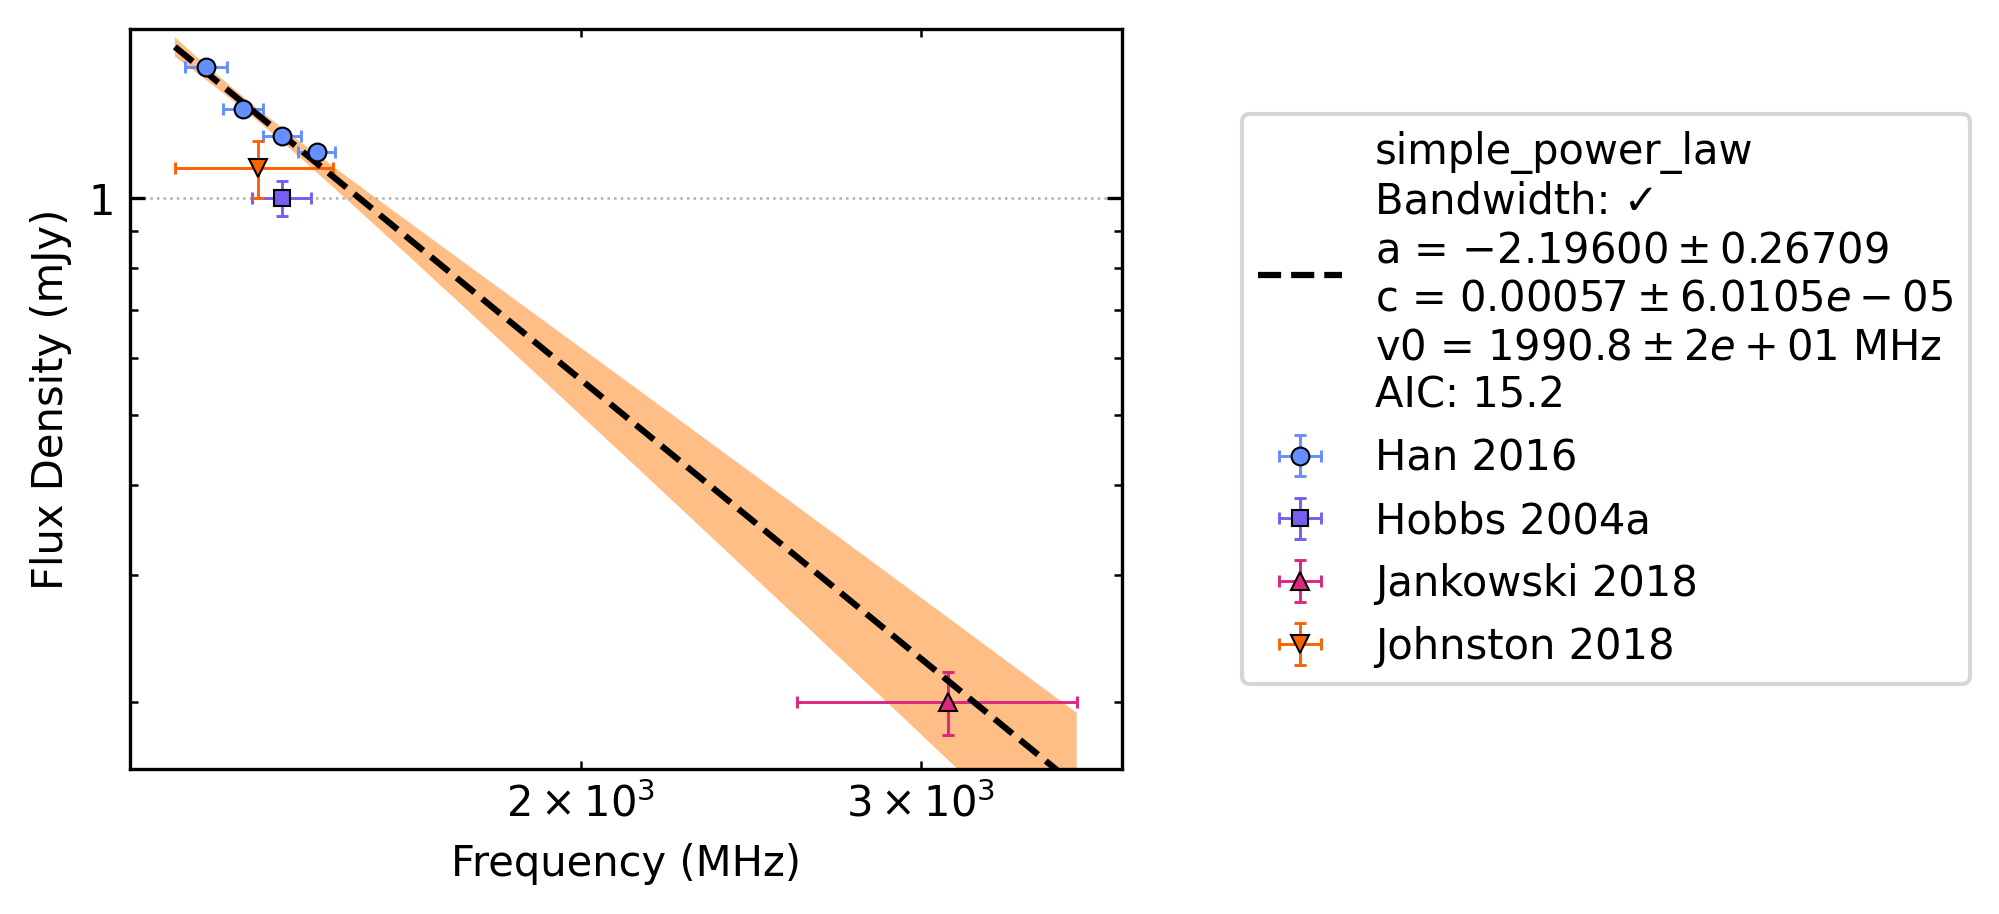 1
Flux Density (mJy)
2 × 10³
3 × 10³
Frequency (MHz)
simple_power_law
Bandwidth: ✓
a = −2.19600 ± 0.26709
c = 0.00057 ± 6.0105e − 05
v0 = 1990.8 ± 2e + 01 MHz
AIC: 15.2
Han 2016
Hobbs 2004a
Jankowski 2018
Johnston 2018